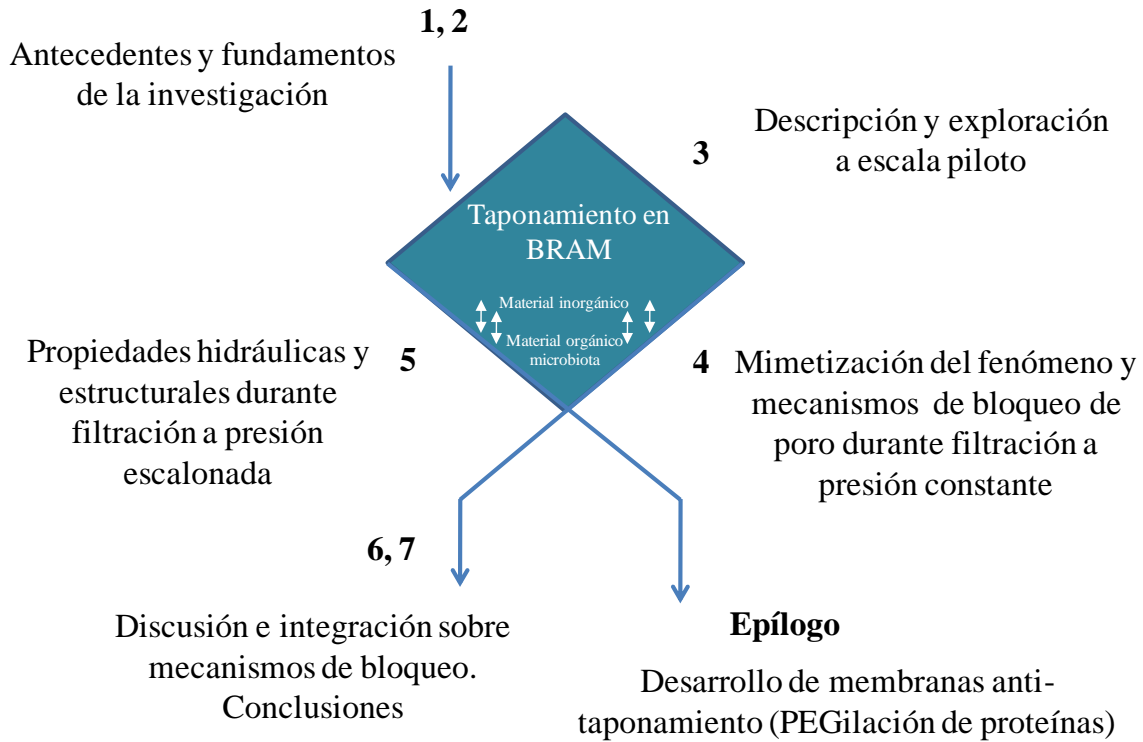 1, 2
Antecedentes y fundamentos
de la investigación
3
Descripción y exploración
a escala piloto
Taponamiento en
BRAM
Material inorgánico
Material orgánico
microbiota
Propiedades hidráulicas y
estructurales durante
filtración a presión
escalonada
5
4
Mimetización del fenómeno y
mecanismos de bloqueo de
poro durante filtración a
presión constante
6, 7
Discusión e integración sobre
mecanismos de bloqueo.
Conclusiones
Epílogo
Desarrollo de membranas anti-
taponamiento (PEGilación de proteínas)